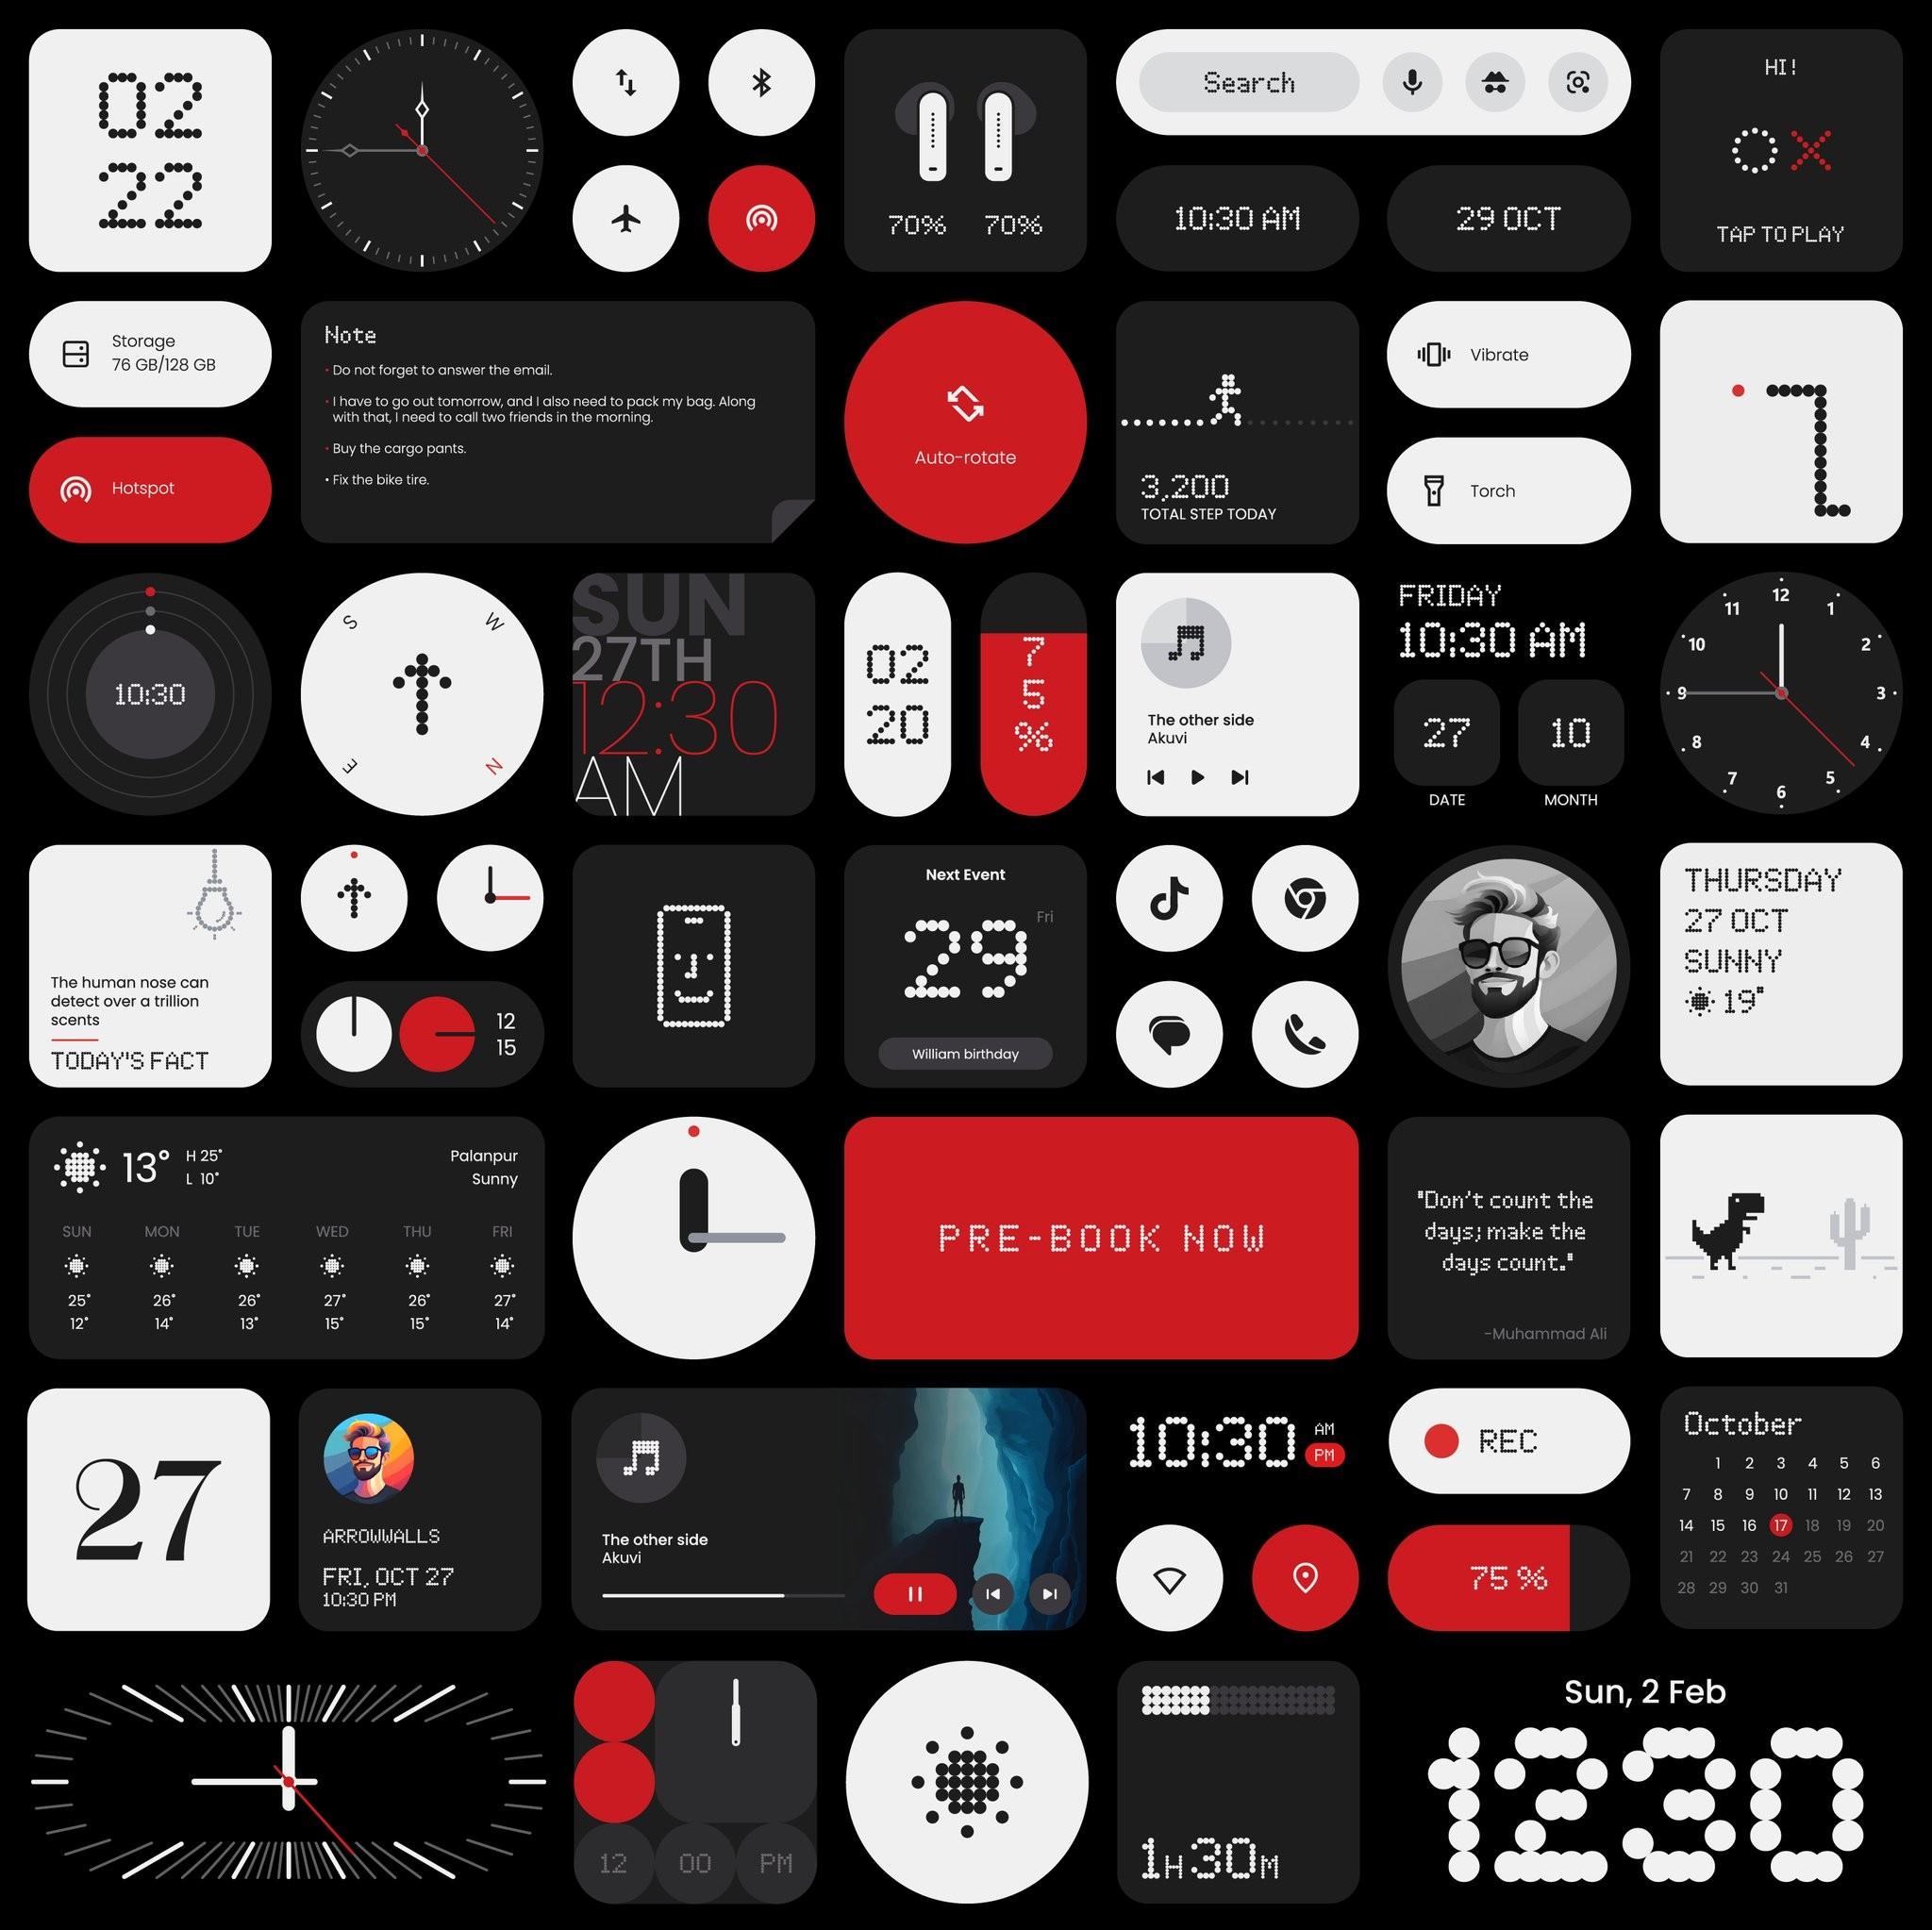 02
22
70% 70%
Search
10:30 AM
29 OCT
HI!
TAP TO PLAY
Storage
76 GB/128 GB
Hotspot
Note
• Do not forget to answer the email.
• I have to go out tomorrow, and I also need to pack my bag. Along
with that, I need to call two friends in the morning.
• Buy the cargo pants.
• Fix the bike tire.
Auto-rotate
3,200
TOTAL STEP TODAY
Vibrate
Torch
10:30
S W
E N
SUN
27TH
12:30
AM
02
20
7
5
%
The other side
Akuvi
FRIDAY
10:30 AM
27 10
DATE MONTH
12
11 1
10 2
9 3
8 4
7 5
6
The human nose can
detect over a trillion
scents
TODAY'S FACT
12
15
Next Event
29 Fri
William birthday
THURSDAY
27 OCT
SUNNY
19°
13° H 25°
L 10°
Palanpur
Sunny
SUN MON TUE WED THU FRI
25° 26° 26° 27° 26° 27°
12° 14° 13° 15° 15° 14°
PRE-BOOK NOW
"Don't count the
days; make the
days count."
-Muhammad Ali
27
ARROWWALLS
FRI, OCT 27
10:30 PM
The other side
Akuvi
10:30 AM
PM
REC
75 %
October
1 2 3 4 5 6
7 8 9 10 11 12 13
14 15 16 17 18 19 20
21 22 23 24 25 26 27
28 29 30 31
12 00 PM
1H30M
Sun, 2 Feb
1230